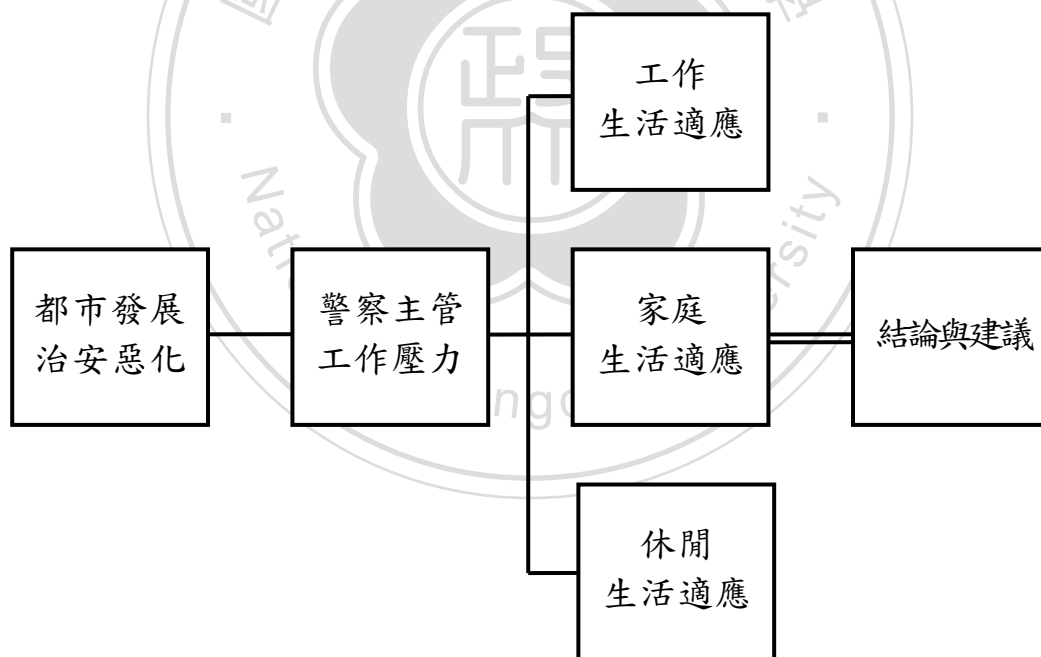 工作
生活適應
都市發展
治安惡化
警察主管
工作壓力
家庭
生活適應
結論與建議
休閒
生活適應